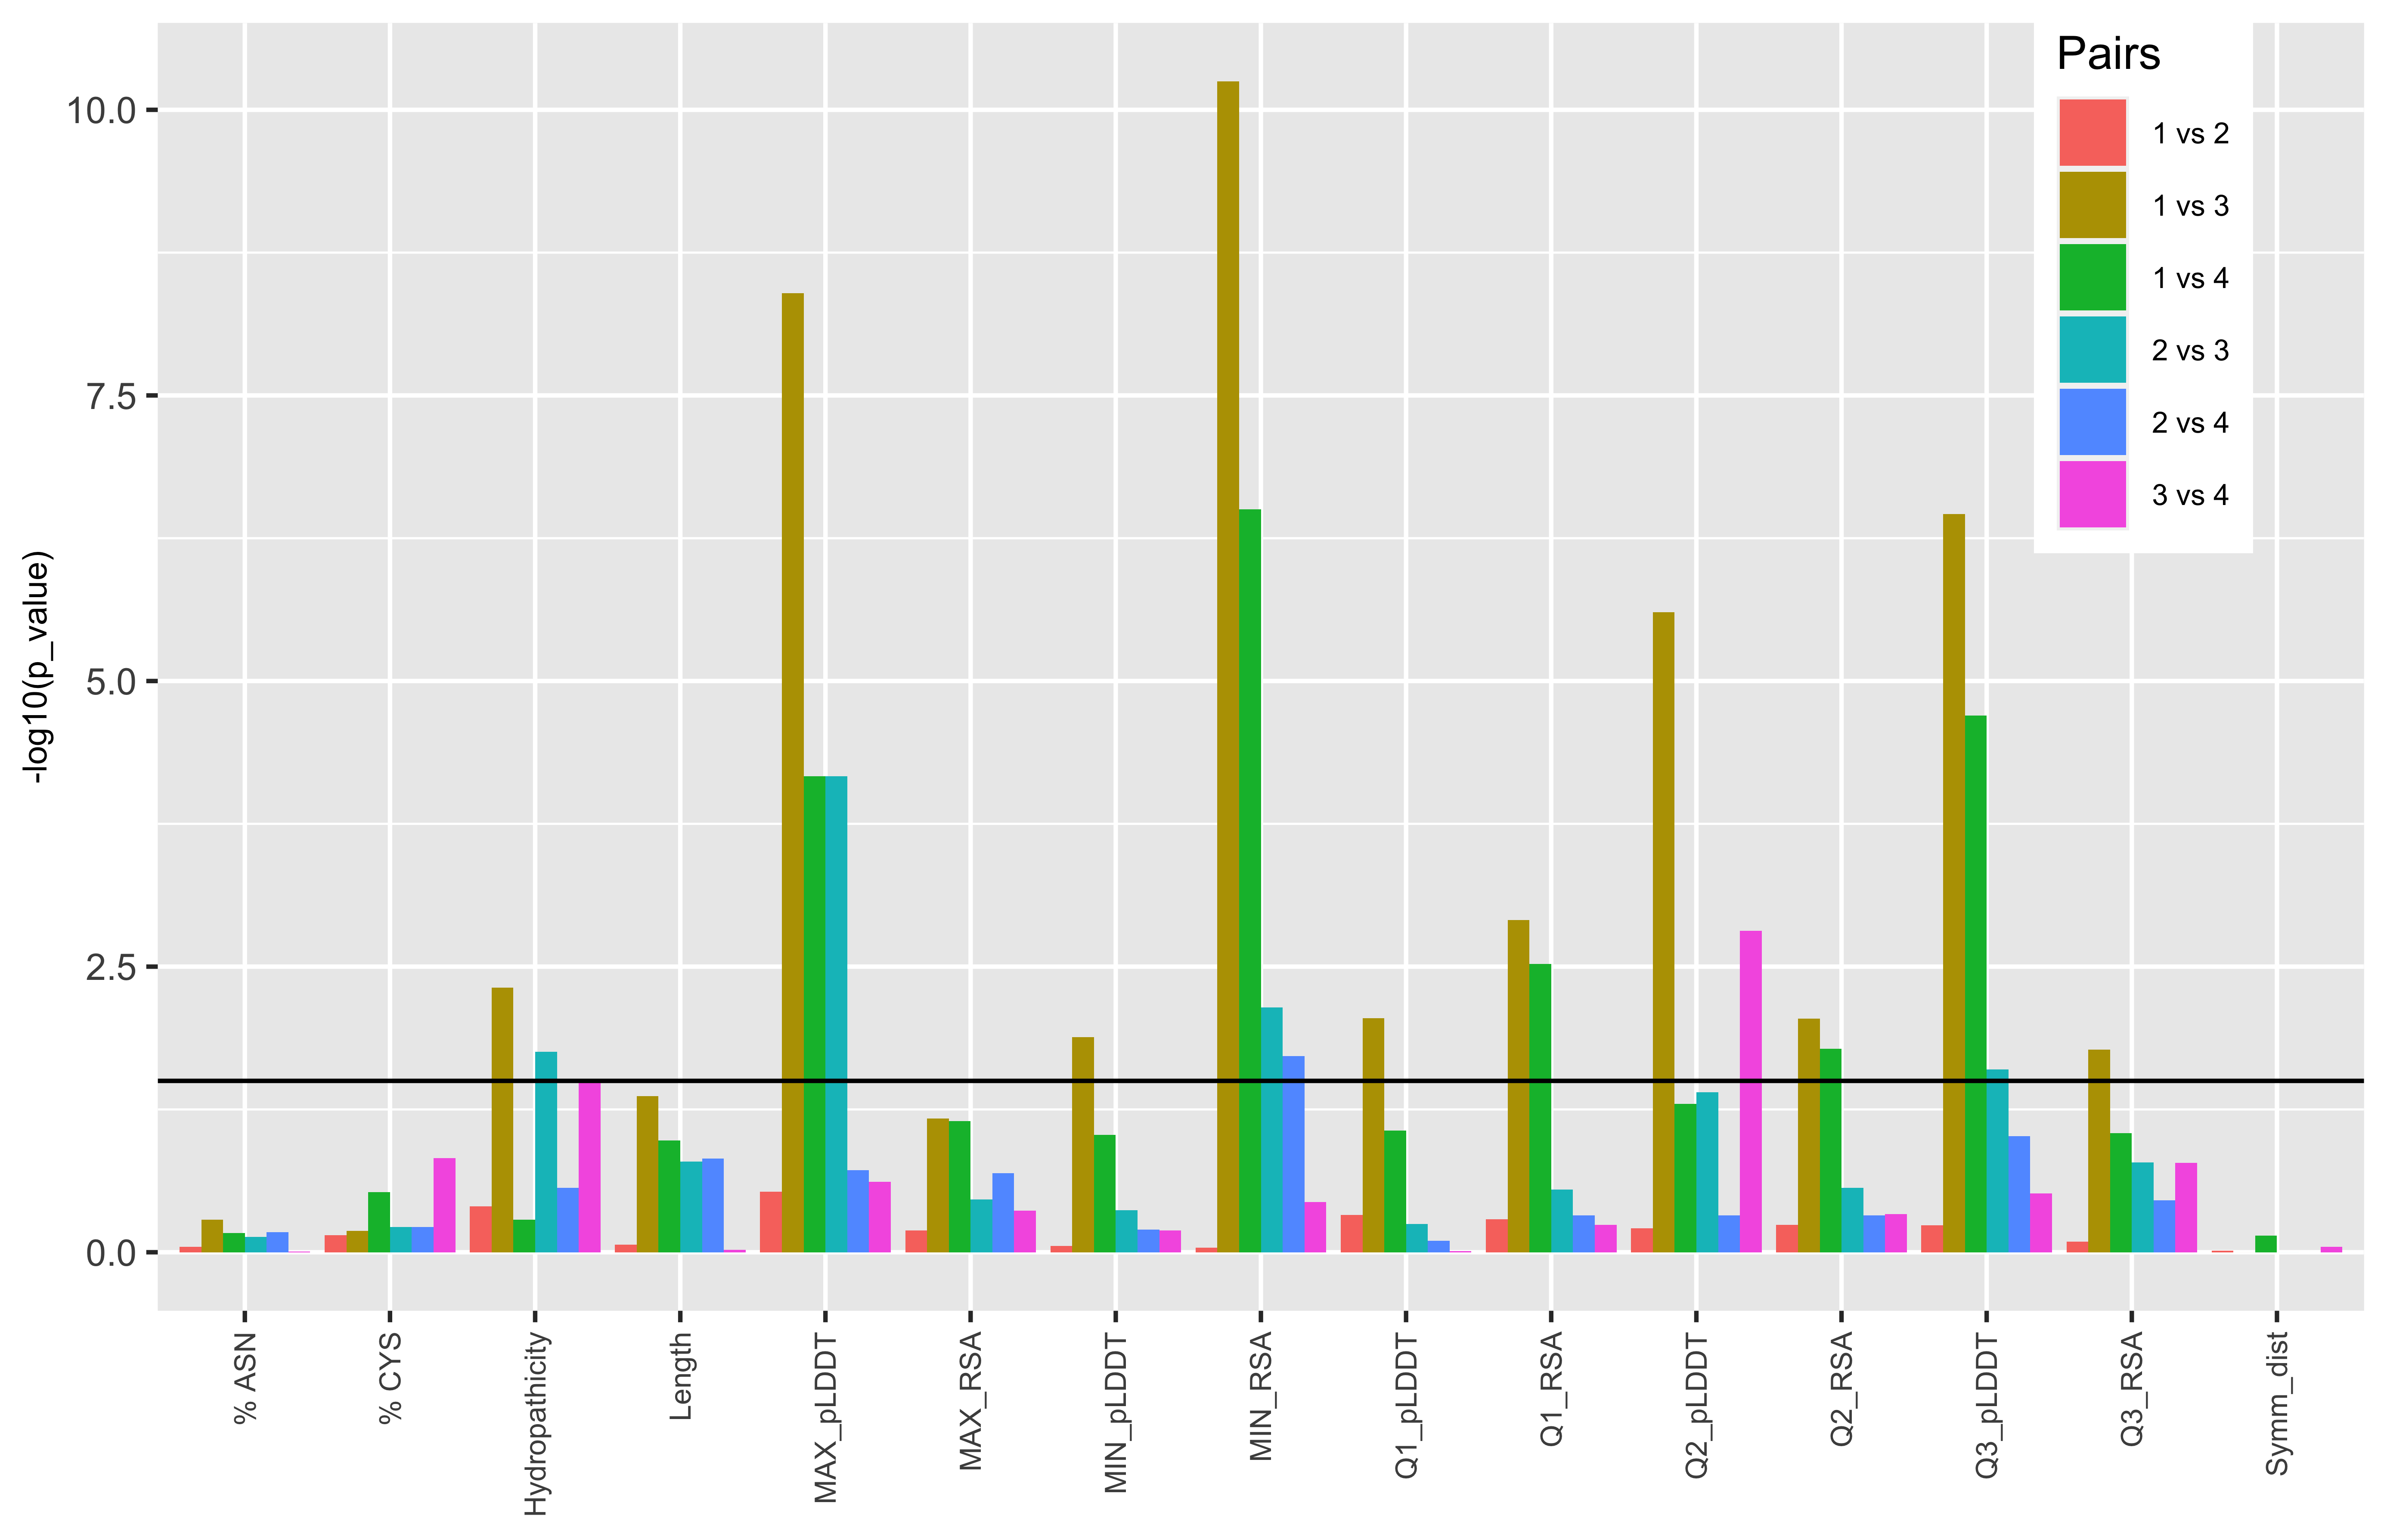 Pairs
1 vs 2
1 vs 3
1 vs 4
2 vs 3
2 vs 4
3 vs 4
10.0
7.5
5.0
2.5
0.0
-log10(p_value)
% ASN
% CYS
Hydropathicity
Length
MAX_pLDDT
MAX_RSA
MIN_pLDDT
MIN_RSA
Q1_pLDDT
Q1_RSA
Q2_pLDDT
Q2_RSA
Q3_pLDDT
Q3_RSA
Symm_dist